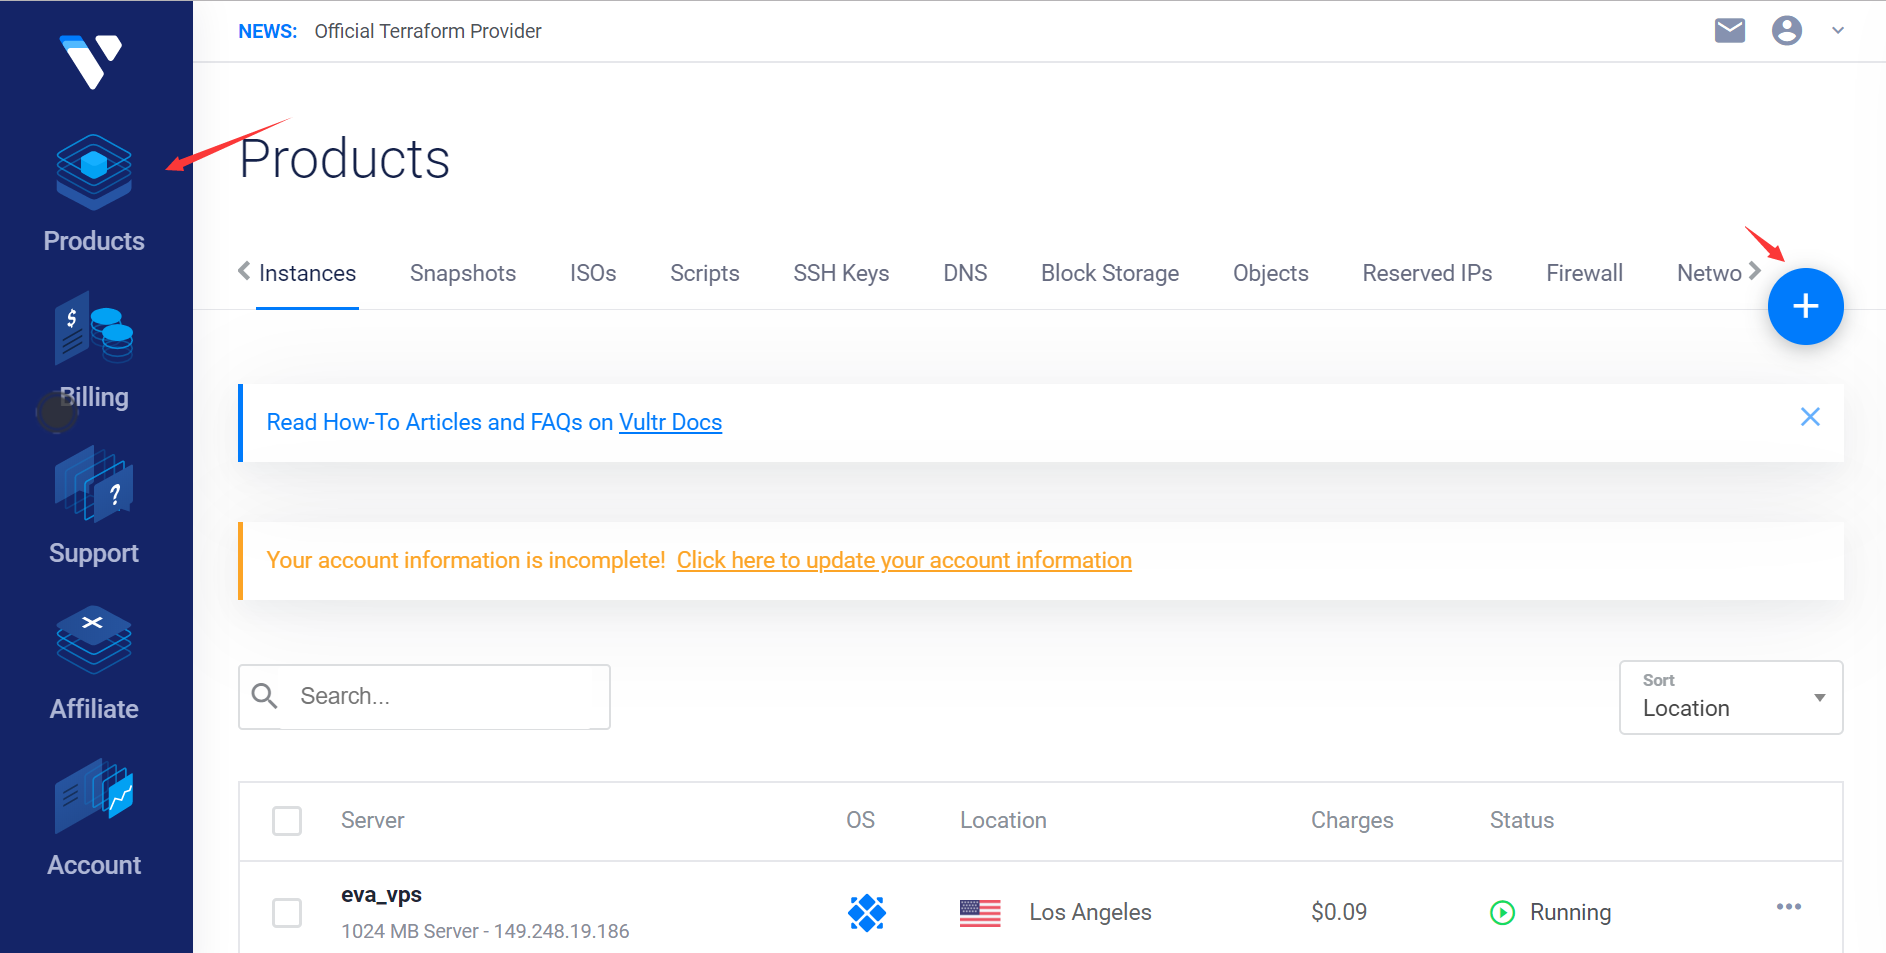 NEWS: Official Terraform Provider
Products
Products
Instances Snapshots ISOs Scripts SSH Keys DNS Block Storage Objects Reserved IPs Firewall Netwo
+
Billing
Read How-To Articles and FAQs on Vultr Docs
Support
Your account information is incomplete! Click here to update your account information
Affiliate
Search...
Sort
Location
Account
Server OS Location Charges Status
eva_vps
1024 MB Server - 149.248.19.186
Los Angeles $0.09 Running